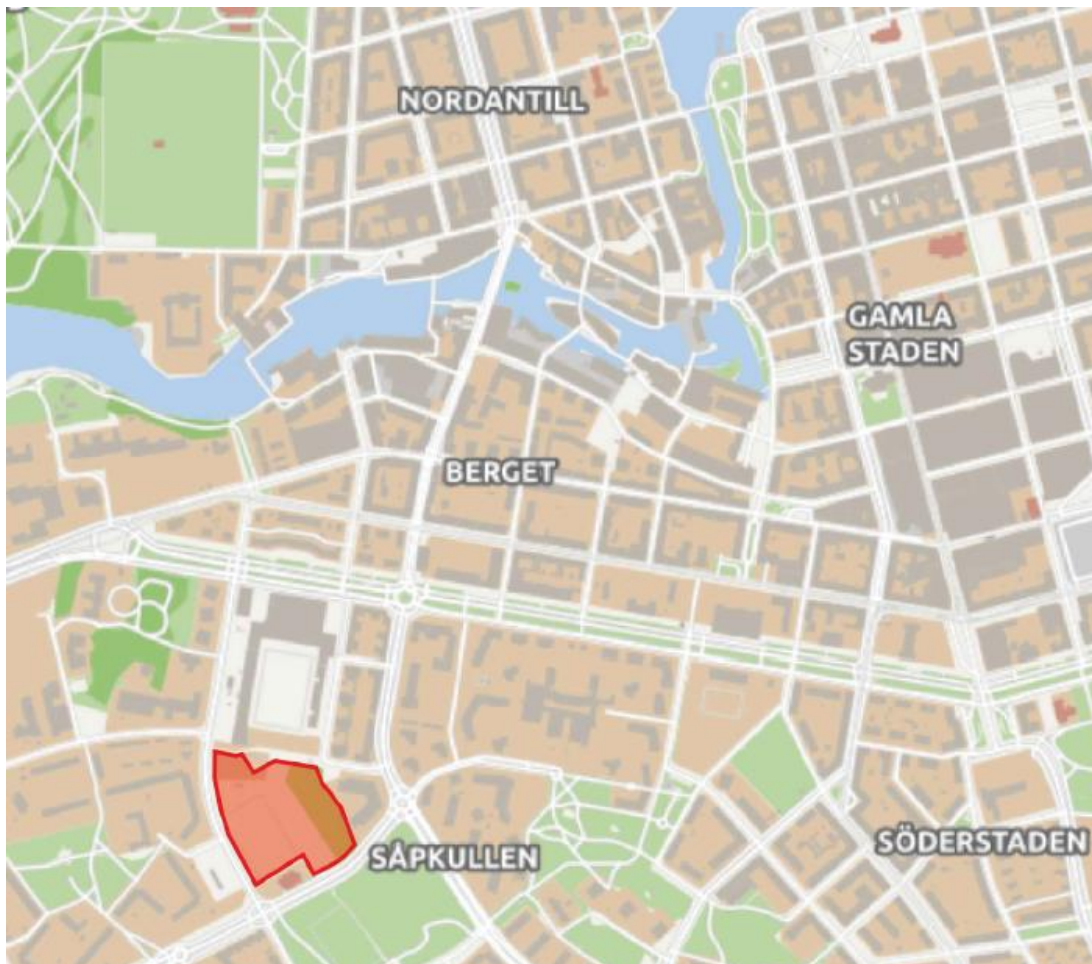 NORDANTILL
GAMLA
STADEN
BERGET
SÅPKULLEN
SÖDERSTADEN